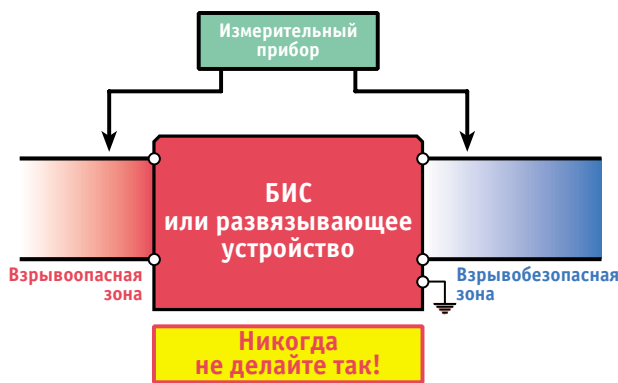 Измерительный
прибор
БИС
или развязывающее
устройство
Взрывоопасная
зона
Взрывобезопасная
зона
Никогда
не делайте так!